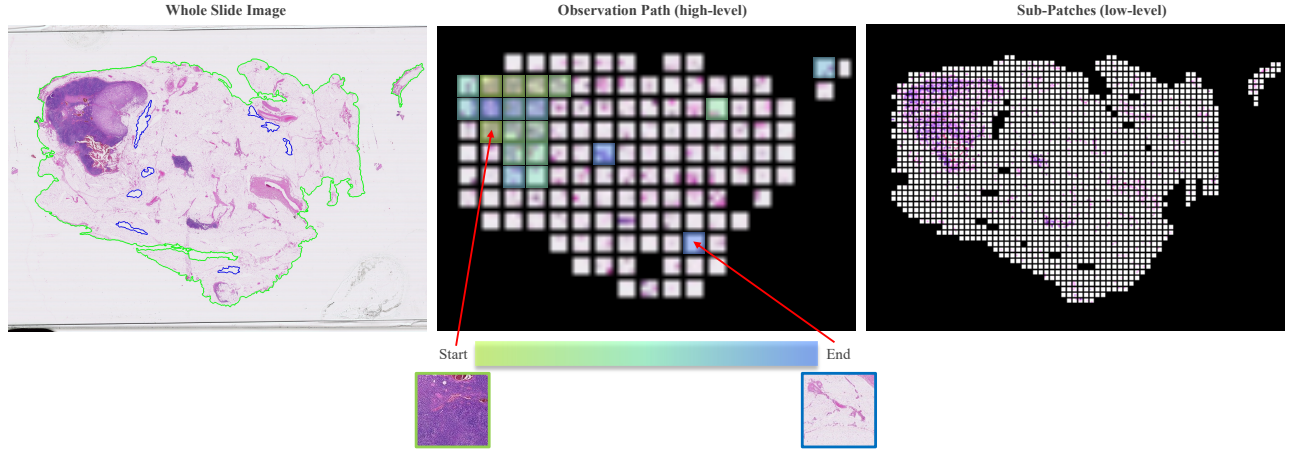 Whole Slide Image
Observation Path (high-level)
Sub-Patches (low-level)
Start
End